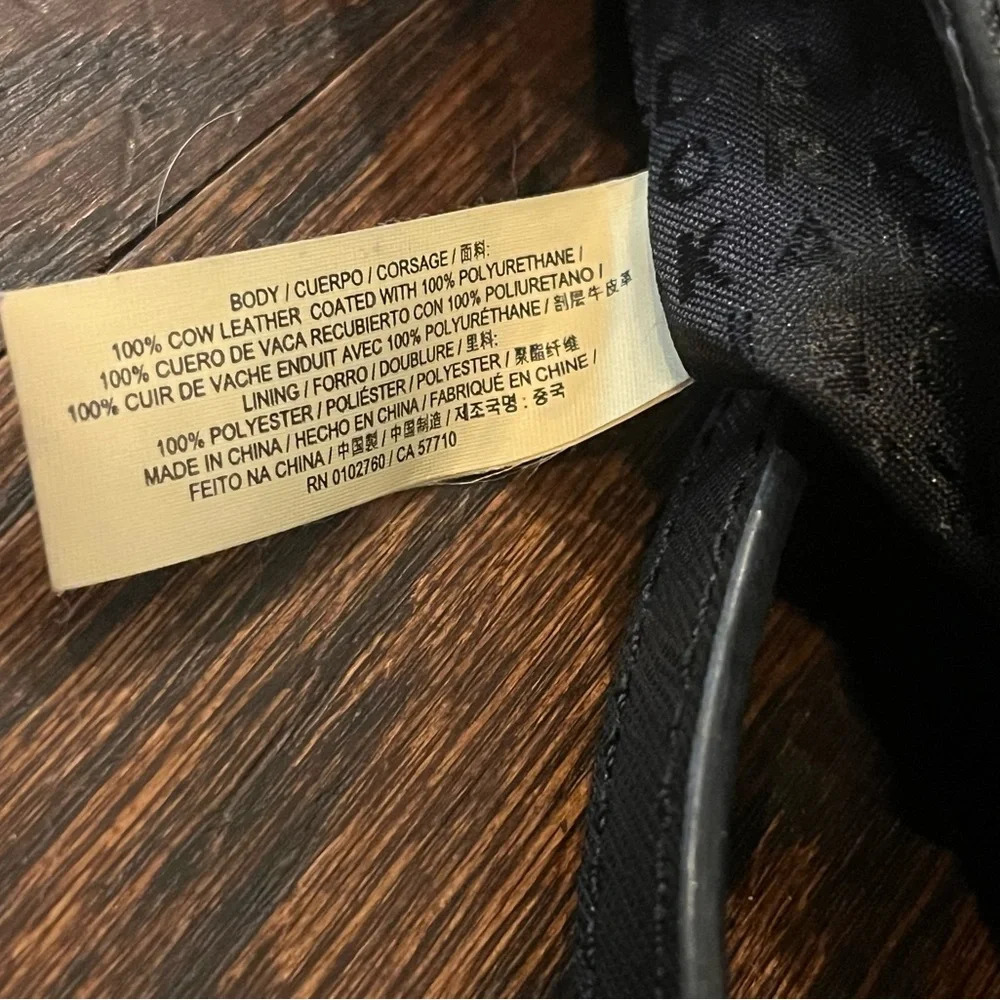 BODY / CUERPO / CORSAGE / 面料:
100% COW LEATHER COATED WITH 100% POLYURETHANE /
100% CUERO DE VACA RECUBIERTO CON 100% POLIURETANO /
100% CUIR DE VACHE ENDUIT AVEC 100% POLYURÉTHANE / 剖层牛皮革
LINING / FORRO / DOUBLURE / 里料:
100% POLYESTER / POLIÉSTER / POLYESTER / 聚酯纤维
MADE IN CHINA / HECHO EN CHINA / FABRIQUÉ EN CHINE /
FEITO NA CHINA / 中国製 / 中国制造 / 제조국명 : 중국
RN 0102760 / CA 57710